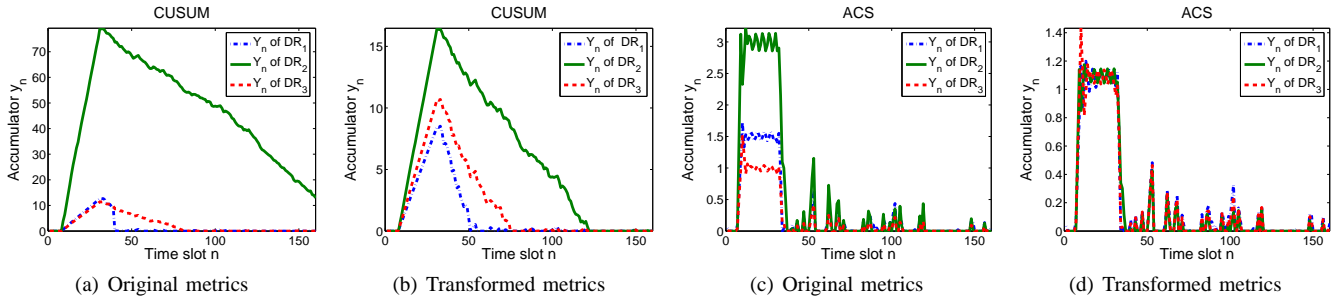 CUSUM
Accumulator y_n
70
60
50
40
30
20
10
0
0 50 100 150
Time slot n
Y_n of DR_1
Y_n of DR_2
Y_n of DR_3
(a) Original metrics
CUSUM
Accumulator y_n
15
10
5
0
0 50 100 150
Time slot n
Y_n of DR_1
Y_n of DR_2
Y_n of DR_3
(b) Transformed metrics
ACS
Accumulator y_n
3
2.5
2
1.5
1
0.5
0
0 50 100 150
Time slot n
Y_n of DR_1
Y_n of DR_2
Y_n of DR_3
(c) Original metrics
ACS
Accumulator y_n
1.4
1.2
1
0.8
0.6
0.4
0.2
0
0 50 100 150
Time slot n
Y_n of DR_1
Y_n of DR_2
Y_n of DR_3
(d) Transformed metrics